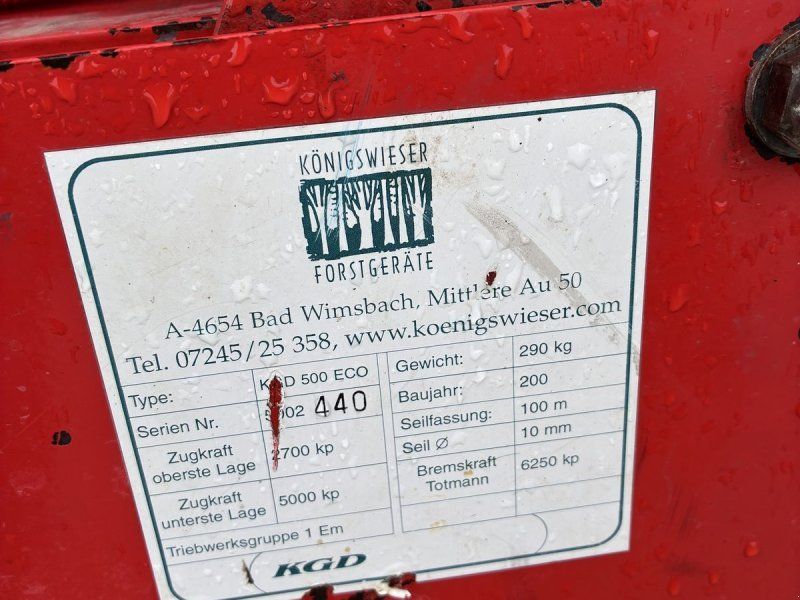 KÖNIGSWIESER
FORSTGERÄTE
A-4654 Bad Wimsbach, Mittlere Au 50
Tel. 07245/25 358, www.koenigswieser.com
Type: KGD 500 ECO
Serien Nr. 5002 440
Zugkraft
oberste Lage 2700 kp
Zugkraft
unterste Lage 5000 kp
Triebwerksgruppe 1 Em
Gewicht: 290 kg
Baujahr: 200
Seilfassung: 100 m
Seil Ø 10 mm
Bremskraft
Totmann 6250 kp
KGD